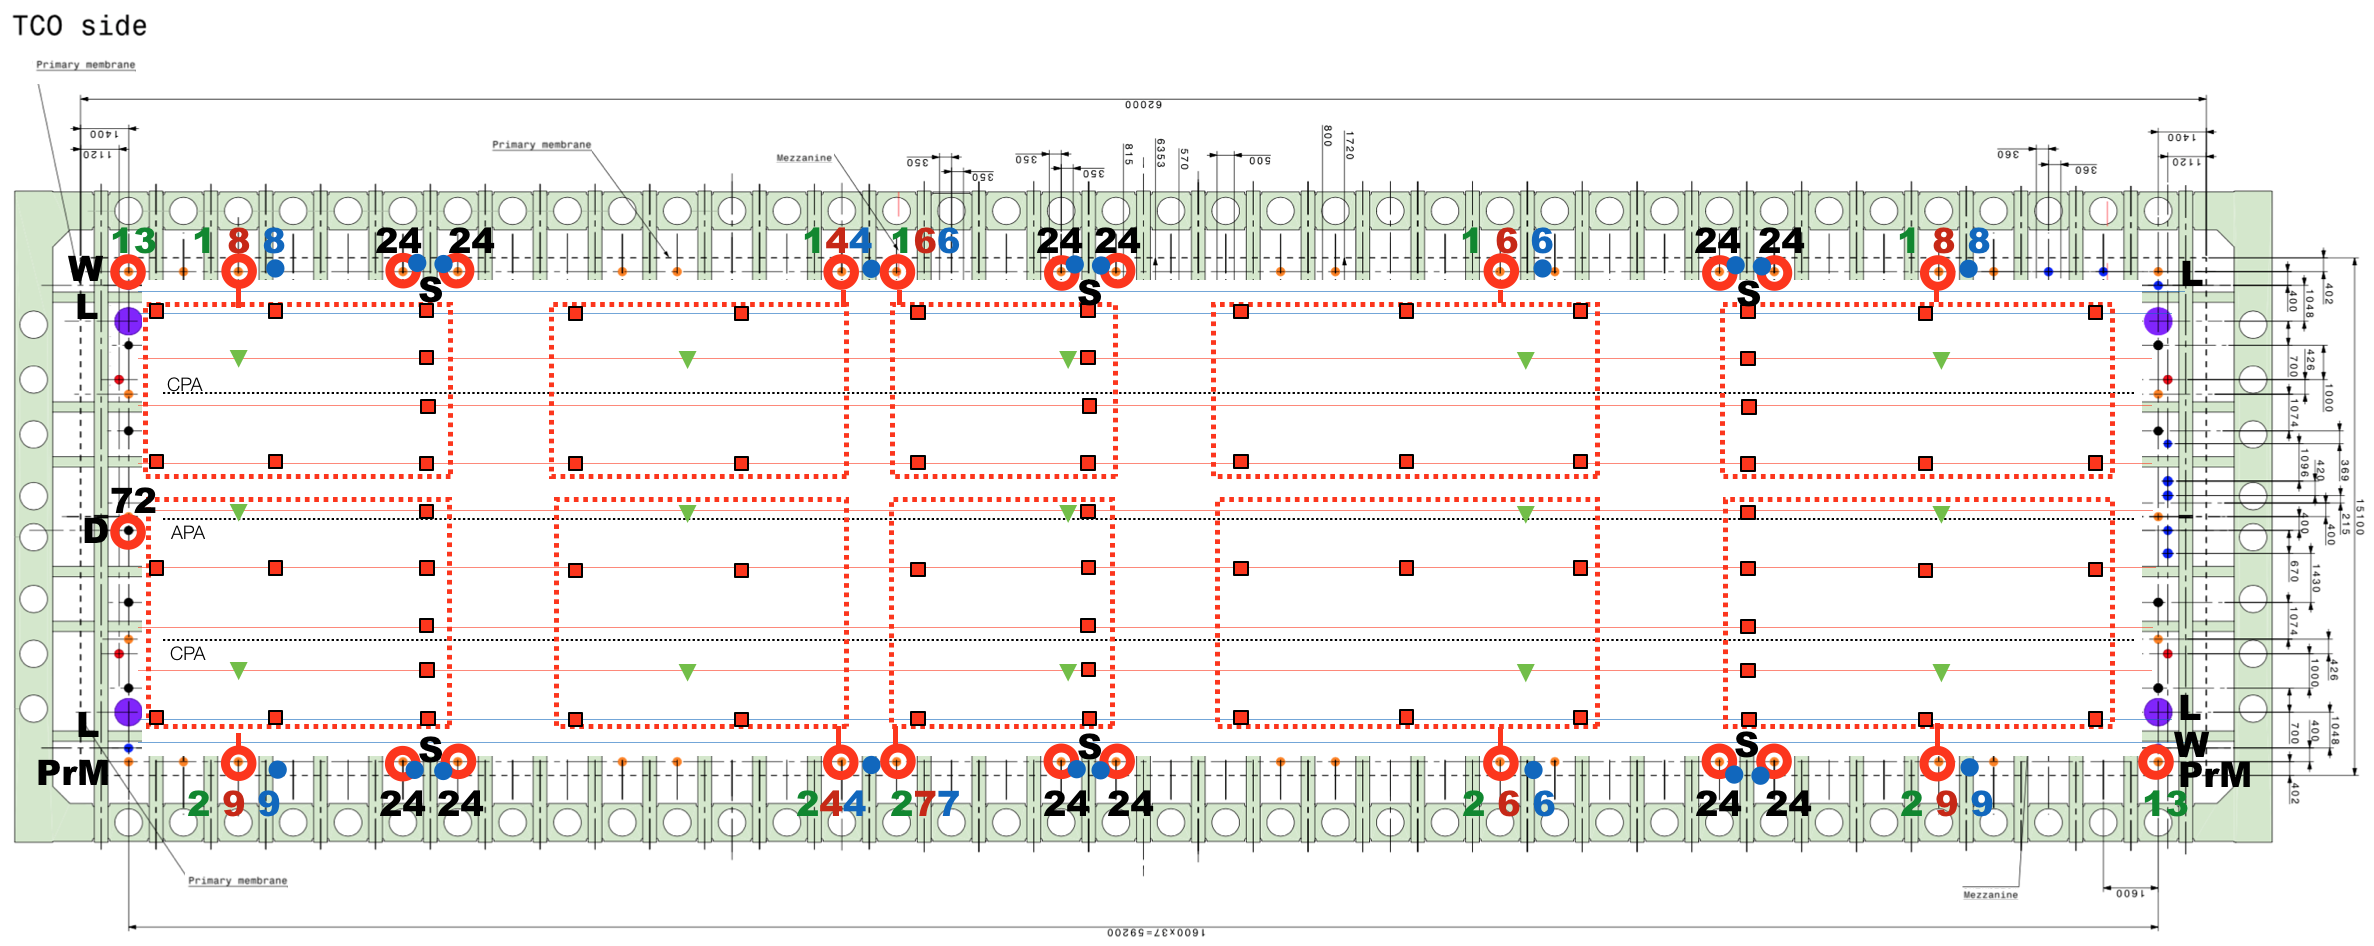 TCO side
Primary membrane
62000
1400
1120
Primary membrane
Mezzanine
350
350
350
350
815
6353
570
500
800
1720
360
360
1400
1120
13 1 8 8 24 24 144 166 24 24 1 6 6 24 24 1 8 8
W S S S L
L
402
400
1048
700
426
1000
CPA
1074
369
1096
420
72
D
APA
215
15100
400
400
670
1430
1074
CPA
426
1000
L S S S L
700
400
1048
W
PrM PrM
402
2 9 9 24 24 244 277 24 24 2 6 6 24 24 2 9 9 13
Primary membrane
Mezzanine
1600
1600x37=59200